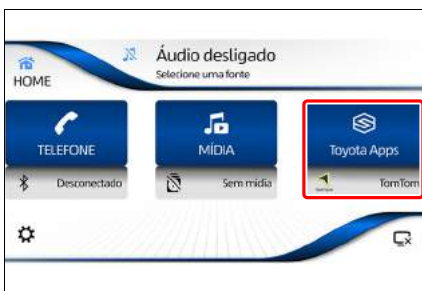 Áudio desligado
Selecione uma fonte
HOME
TELEFONE
MÍDIA
Toyota Apps
Desconectado
Sem mídia
TomTom